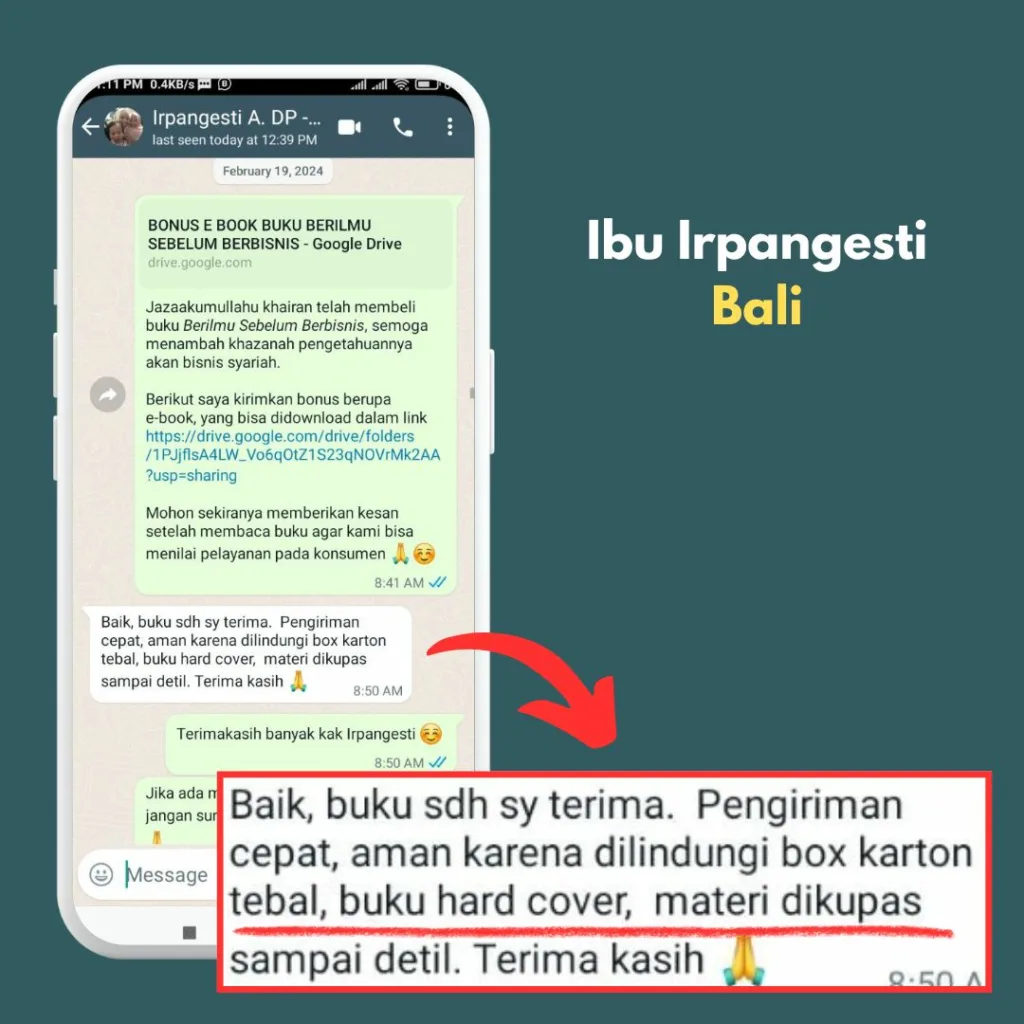 1:11 PM 0.4KB/s
Irpangesti A. DP -...
last seen today at 12:39 PM
February 19, 2024
BONUS E BOOK BUKU BERILMU
SEBELUM BERBISNIS - Google Drive
drive.google.com
Jazaakumullahu khairan telah membeli
buku Berilmu Sebelum Berbisnis, semoga
menambah khazanah pengetahuannya
akan bisnis syariah.
Berikut saya kirimkan bonus berupa
e-book, yang bisa didownload dalam link
https://drive.google.com/drive/folders
/1PJjflsA4LW_Vo6qOtZ1S23qNOVrMk2AA
?usp=sharing
Mohon sekiranya memberikan kesan
setelah membaca buku agar kami bisa
menilai pelayanan pada konsumen 🙏☺️
8:41 AM
Baik, buku sdh sy terima.  Pengiriman
cepat, aman karena dilindungi box karton
tebal, buku hard cover,  materi dikupas
sampai detil. Terima kasih 🙏
8:50 AM
Terimakasih banyak kak Irpangesti ☺️
8:50 AM
Jika ada
jangan
🙏
Message
Ibu Irpangesti
Bali
Baik, buku sdh sy terima.  Pengiriman
cepat, aman karena dilindungi box karton
tebal, buku hard cover,  materi dikupas
sampai detil. Terima kasih 🙏
8:50 A